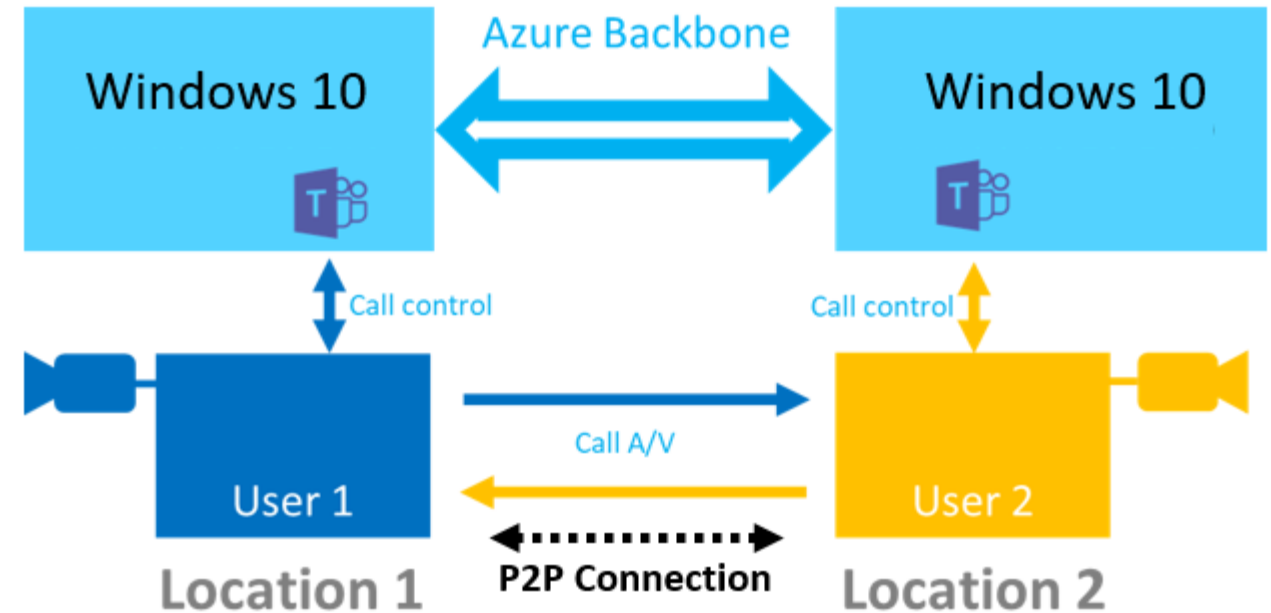 Azure Backbone
Windows 10
Windows 10
T
T
Call control
Call control
Call A/V
User 1
User 2
P2P Connection
Location 1
Location 2